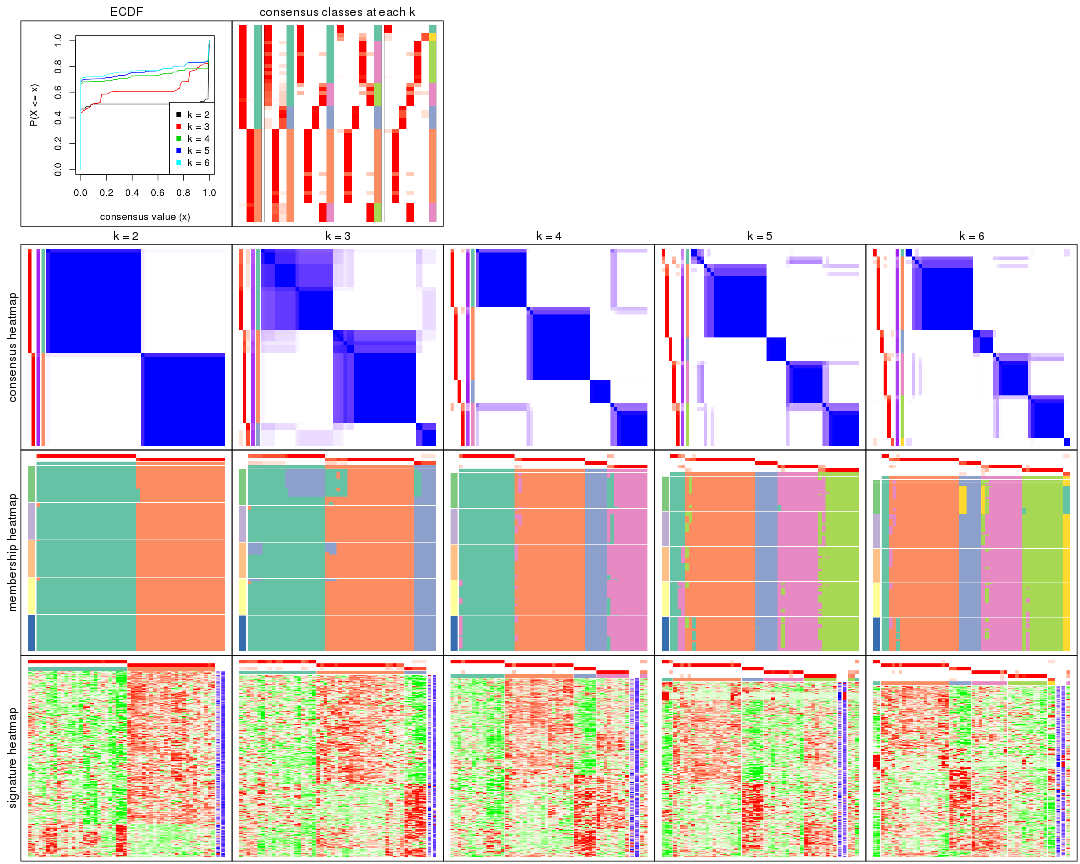 ECDF
consensus classes at each k
P(X <= x)
0.0 0.2 0.4 0.6 0.8 1.0
k = 2
k = 3
k = 4
k = 5
k = 6
0.0 0.2 0.4 0.6 0.8 1.0
consensus value (x)
k = 2 k = 3 k = 4 k = 5 k = 6
consensus heatmap
membership heatmap
signature heatmap